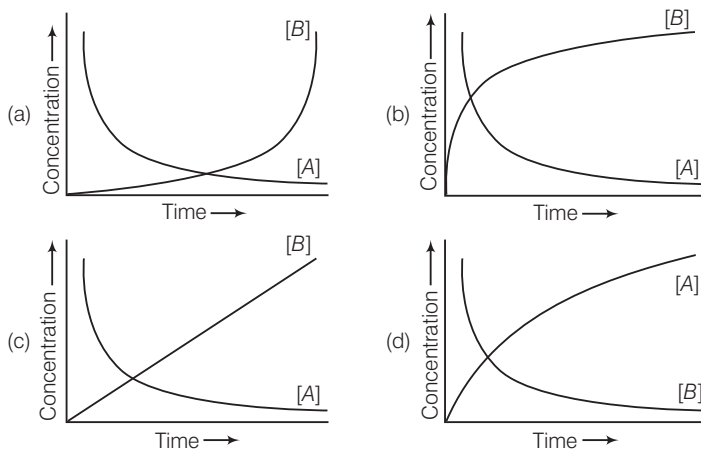 (a)
Concentration
[B]
[A]
Time
(b)
Concentration
[B]
[A]
Time
(c)
Concentration
[B]
[A]
Time
(d)
Concentration
[A]
[B]
Time